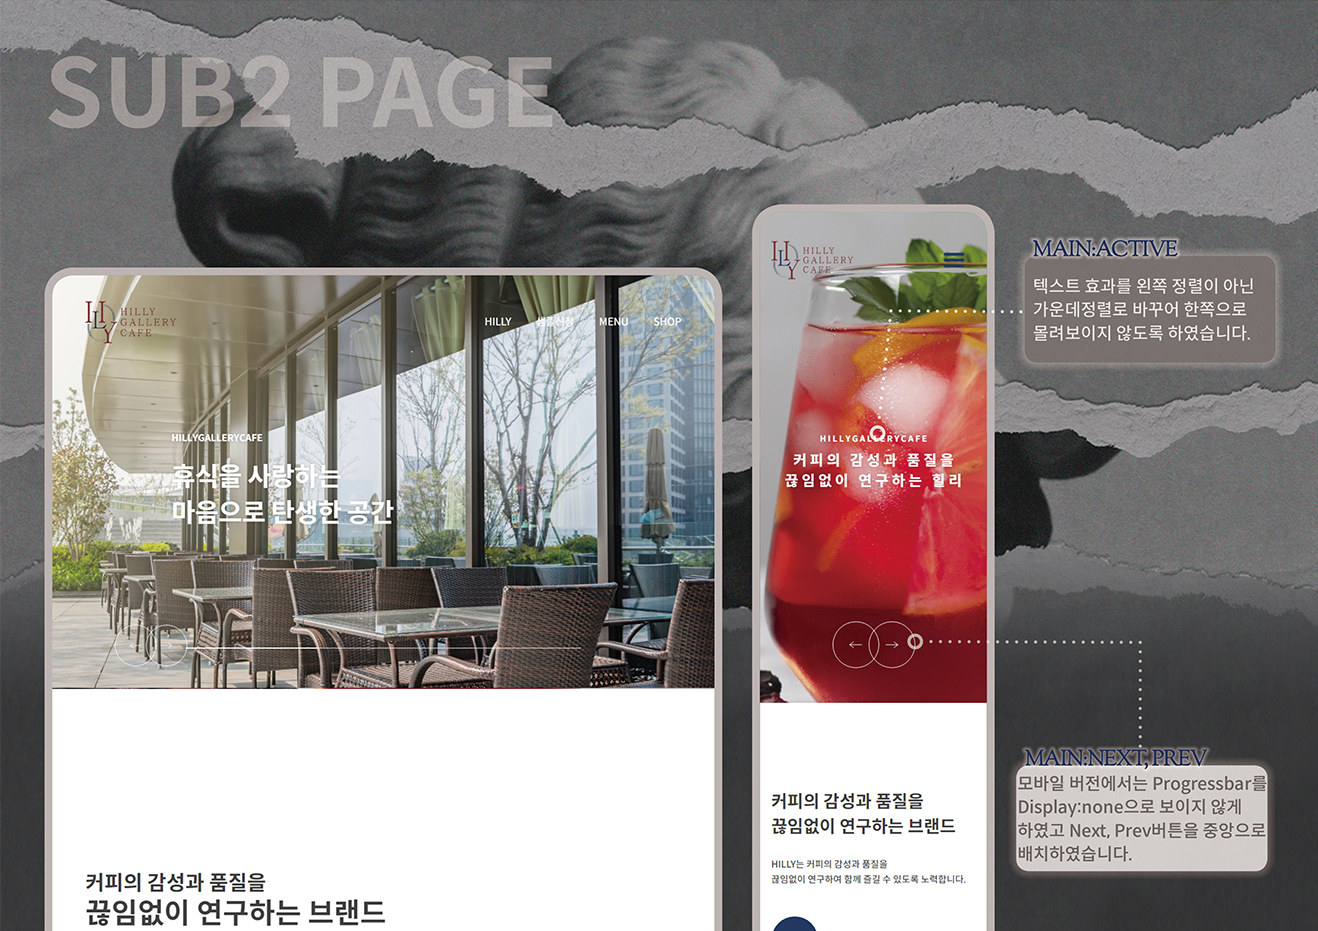 SUB2 PAGE
HILLY
GALLERY
CAFE
HILLY
샘플신청
MENU
SHOP
HILLYGALLERYCAFE
휴식을 사랑하는
마음으로 탄생한 공간
커피의 감성과 품질을
끊임없이 연구하는 브랜드
HILLY
GALLERY
CAFE
HILLYGALLERYCAFE
커피의 감성과 품질을
끊임없이 연구하는 힐리
커피의 감성과 품질을
끊임없이 연구하는 브랜드
HILLY는 커피의 감성과 품질을
끊임없이 연구하여 함께 즐길 수 있도록 노력합니다.
MAIN:ACTIVE
텍스트 효과를 왼쪽 정렬이 아닌
가운데정렬로 바꾸어 한쪽으로
몰려보이지 않도록 하였습니다.
MAIN:NEXT, PREV
모바일 버전에서는 Progressbar를
Display:none으로 보이지 않게
하였고 Next, Prev버튼을 중앙으로
배치하였습니다.